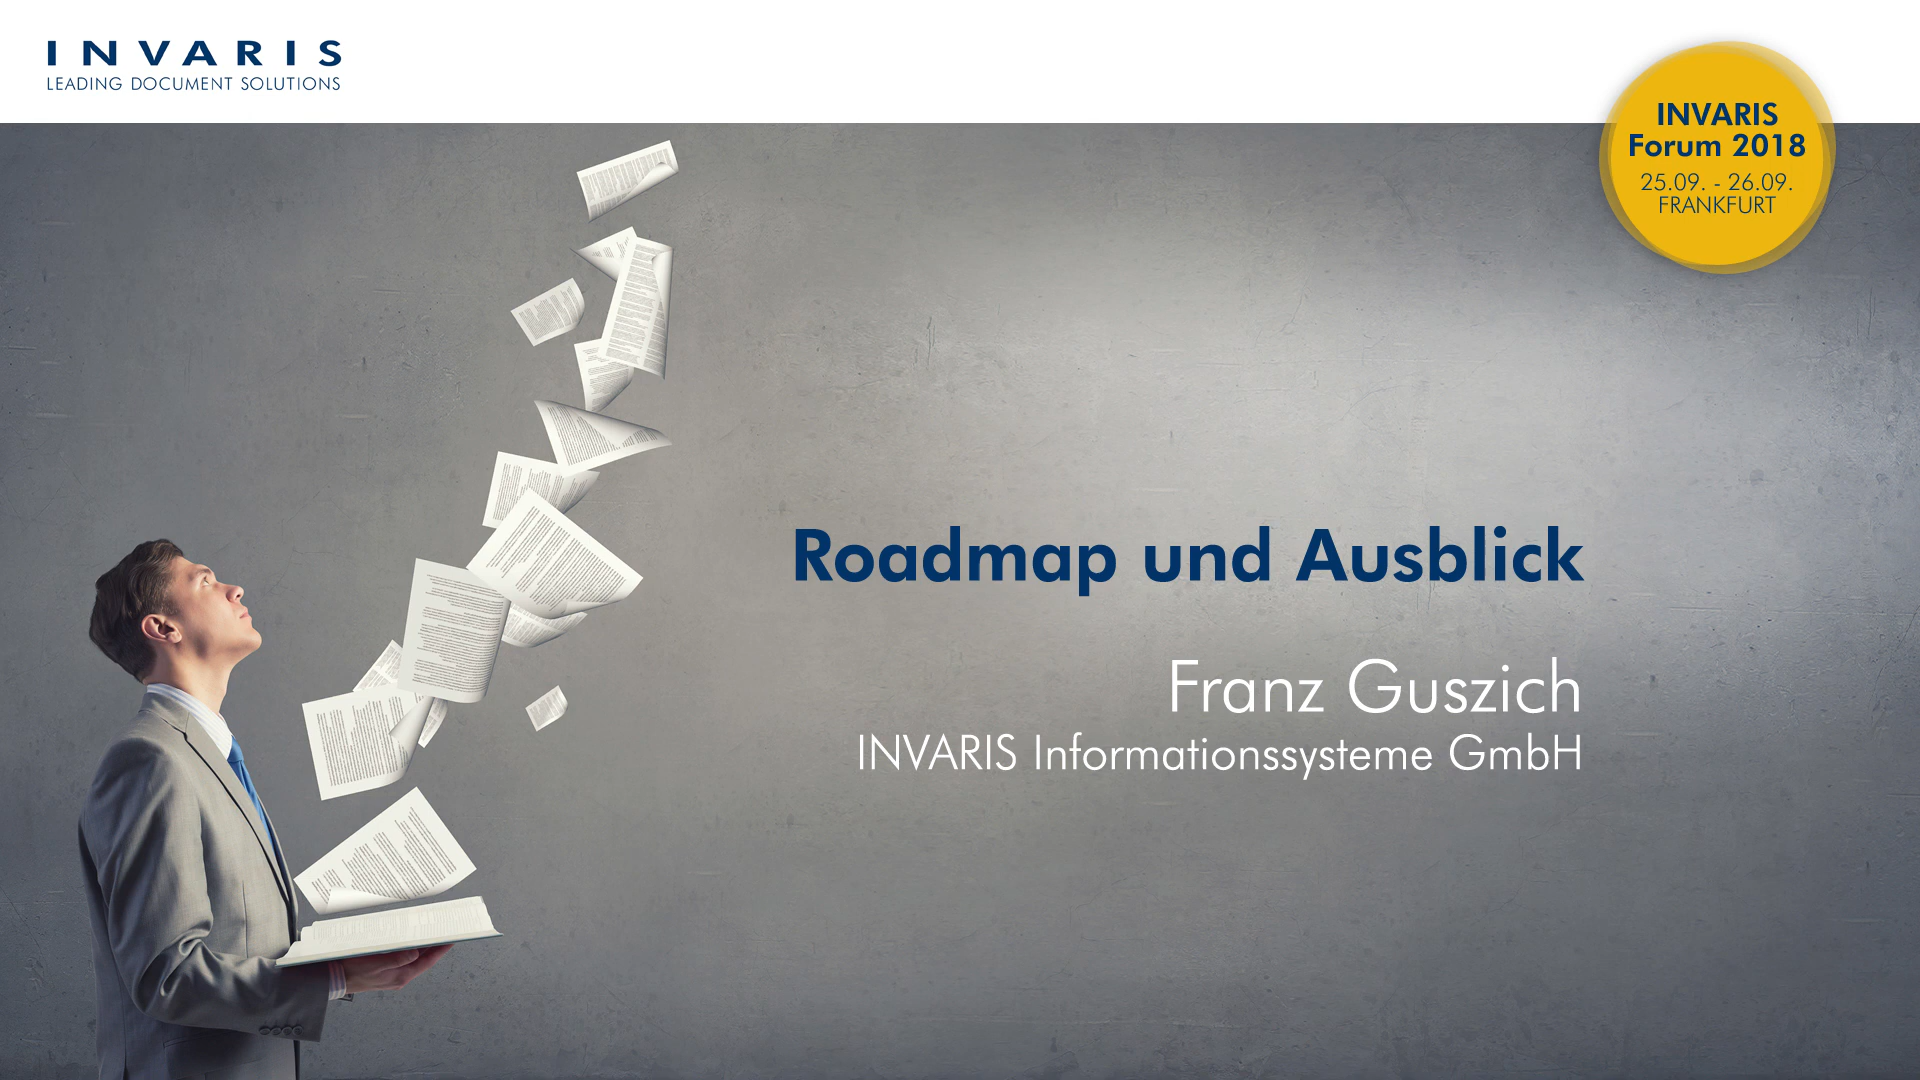 INVARIS
LEADING DOCUMENT SOLUTIONS
INVARIS
Forum 2018
25.09. - 26.09.
FRANKFURT
Roadmap und Ausblick
Franz Guszich
INVARIS Informationssysteme GmbH